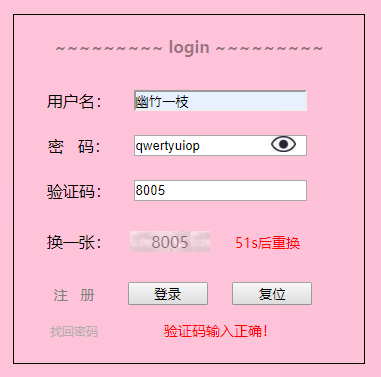 ~~~~~~~~~ login ~~~~~~~~~
用户名： 幽竹一枝
密 码： qwertyuiop
验证码： 8005
换一张： 8005 51s后重换
注 册 登录 复位
找回密码 验证码输入正确！